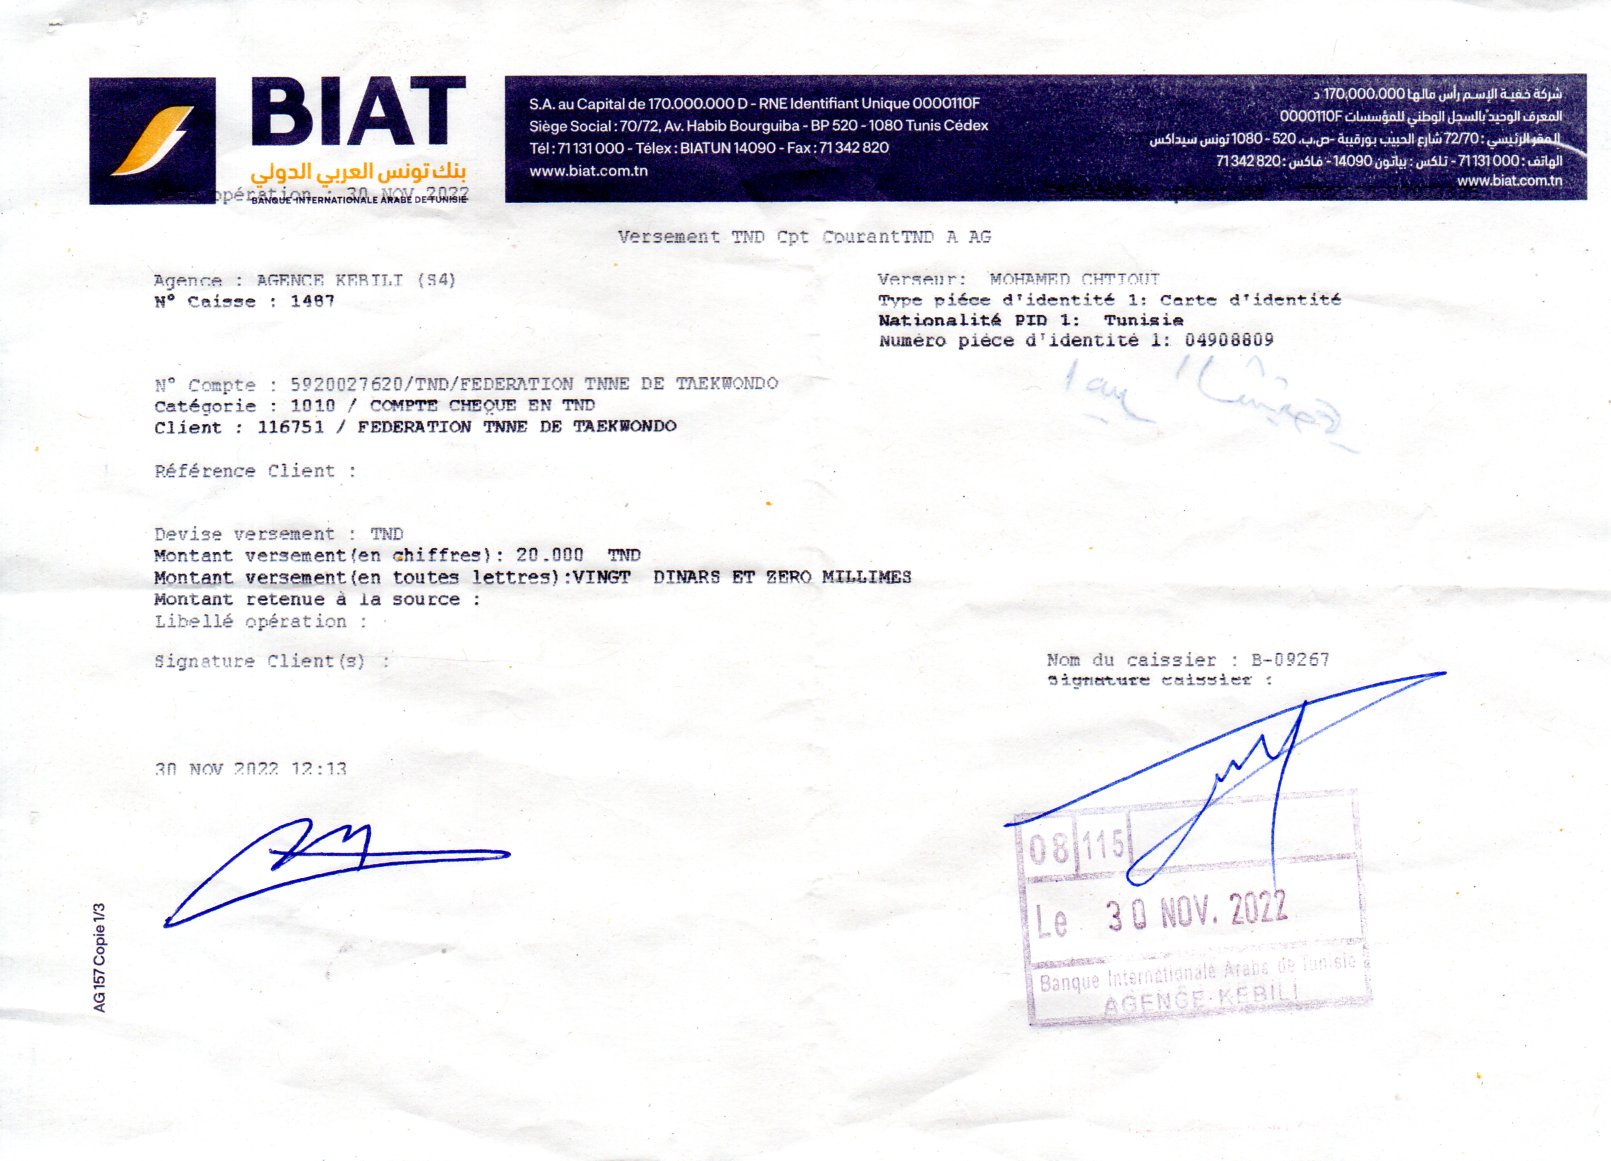 BIAT
بنك تونس العربي الدولي
BANQUE INTERNATIONALE ARABE DE TUNISIE
S.A. au Capital de 170.000.000 D - RNE Identifiant Unique 0000110F
Siège Social : 70/72, Av. Habib Bourguiba - BP 520 - 1080 Tunis Cédex
Tél : 71 131 000 - Télex : BIATUN 14090 - Fax : 71 342 820
www.biat.com.tn
شركة خفية الإسم رأس مالها 170,000,000 د
المعرف الوحيد بالسجل الوطني للمؤسسات 0000110F
المقر الرئيسي : 72/70 شارع الحبيب بورقيبة -ص.ب. 520 - 1080 تونس سيداكس
الهاتف : 71131 000 - تلكس : بياتون 14090 - فاكس : 71 342 820
www.biat.com.tn
opération : 30 NOV 2022
Versement TND Cpt CourantTND A AG
Agence : AGENCE KEBILI (S4)
N° Caisse : 1487
Verseur: MOHAMED CHTIOUI
Type piéce d'identité 1: Carte d'identité
Nationalité PID 1: Tunisie
Numéro piéce d'identité 1: 04908809
N° Compte : 5920027620/TND/FEDERATION TNNE DE TAEKWONDO
Catégorie : 1010 / COMPTE CHEQUE EN TND
Client : 116751 / FEDERATION TNNE DE TAEKWONDO
Référence Client :
Devise versement : TND
Montant versement(en chiffres): 20.000 TND
Montant versement(en toutes lettres):VINGT DINARS ET ZERO MILLIMES
Montant retenue à la source :
Libellé opération :
Signature Client(s) :
Nom du caissier : B-09267
Signature caissier :
30 NOV 2022 12:13
08 115
Le 30 NOV. 2022
Banque Internationale Arabe de Tunisie
AGENCE KEBILI
AG 157 Copie 1/3